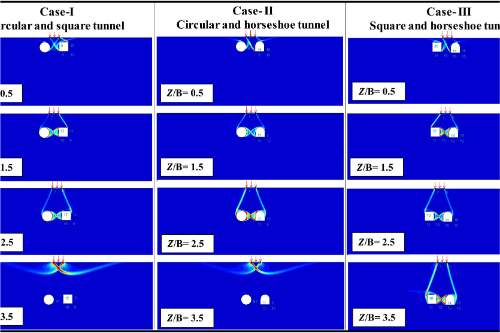 Case-I
Case-II
Case-III
rcular and square tunnel
Circular and horseshoe tunnel
Square and horseshoe tun
0.5
Z/B= 0.5
Z/B= 0.5
1.5
Z/B= 1.5
Z/B= 1.5
2.5
Z/B= 2.5
Z/B= 2.5
3.5
Z/B= 3.5
Z/B= 3.5